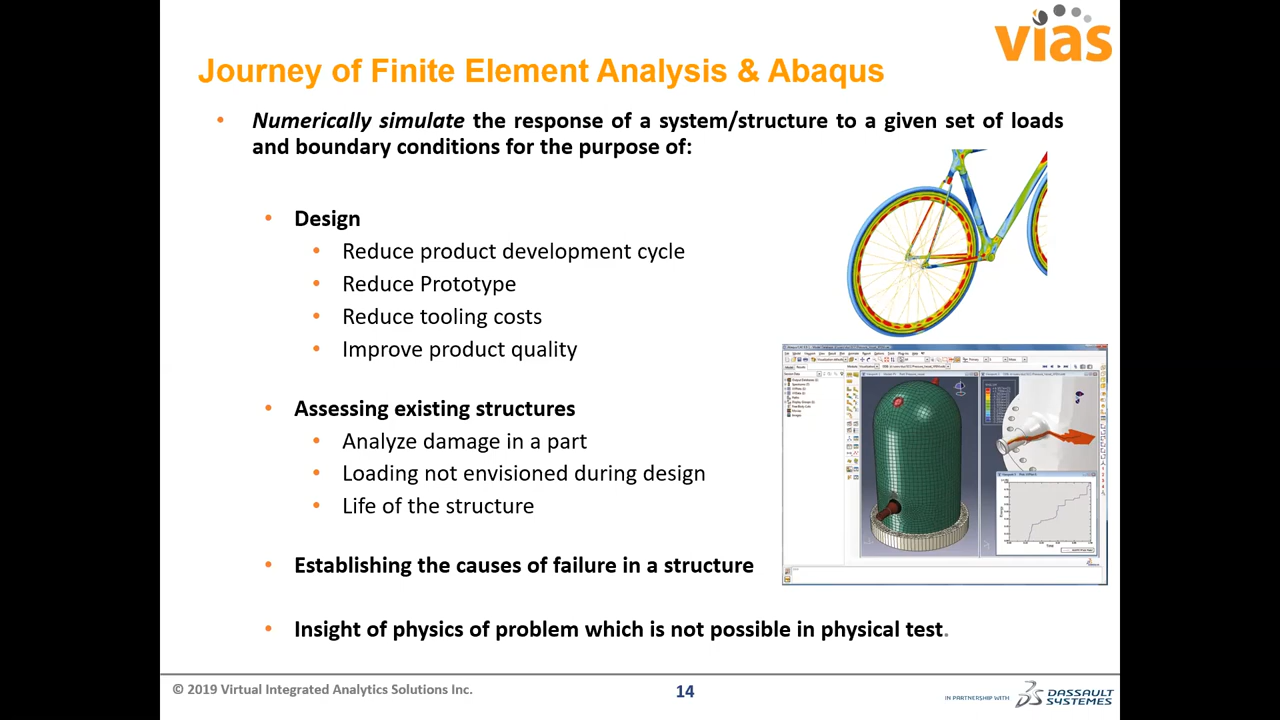 vias
Journey of Finite Element Analysis & Abaqus
• Numerically simulate the response of a system/structure to a given set of loads
and boundary conditions for the purpose of:
• Design
• Reduce product development cycle
• Reduce Prototype
• Reduce tooling costs
• Improve product quality
• Assessing existing structures
• Analyze damage in a part
• Loading not envisioned during design
• Life of the structure
• Establishing the causes of failure in a structure
• Insight of physics of problem which is not possible in physical test.
Time
© 2019 Virtual Integrated Analytics Solutions Inc.
14
IN PARTNERSHIP WITH
DASSAULT
SYSTEMES